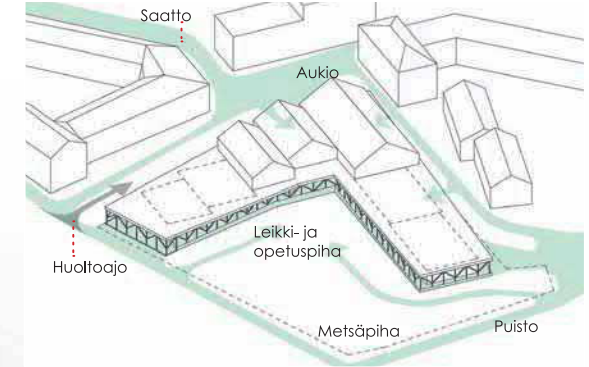 Saatto
Aukio
Leikki- ja
opetuspiha
Huoltoajo
Metsäpiha
Puisto